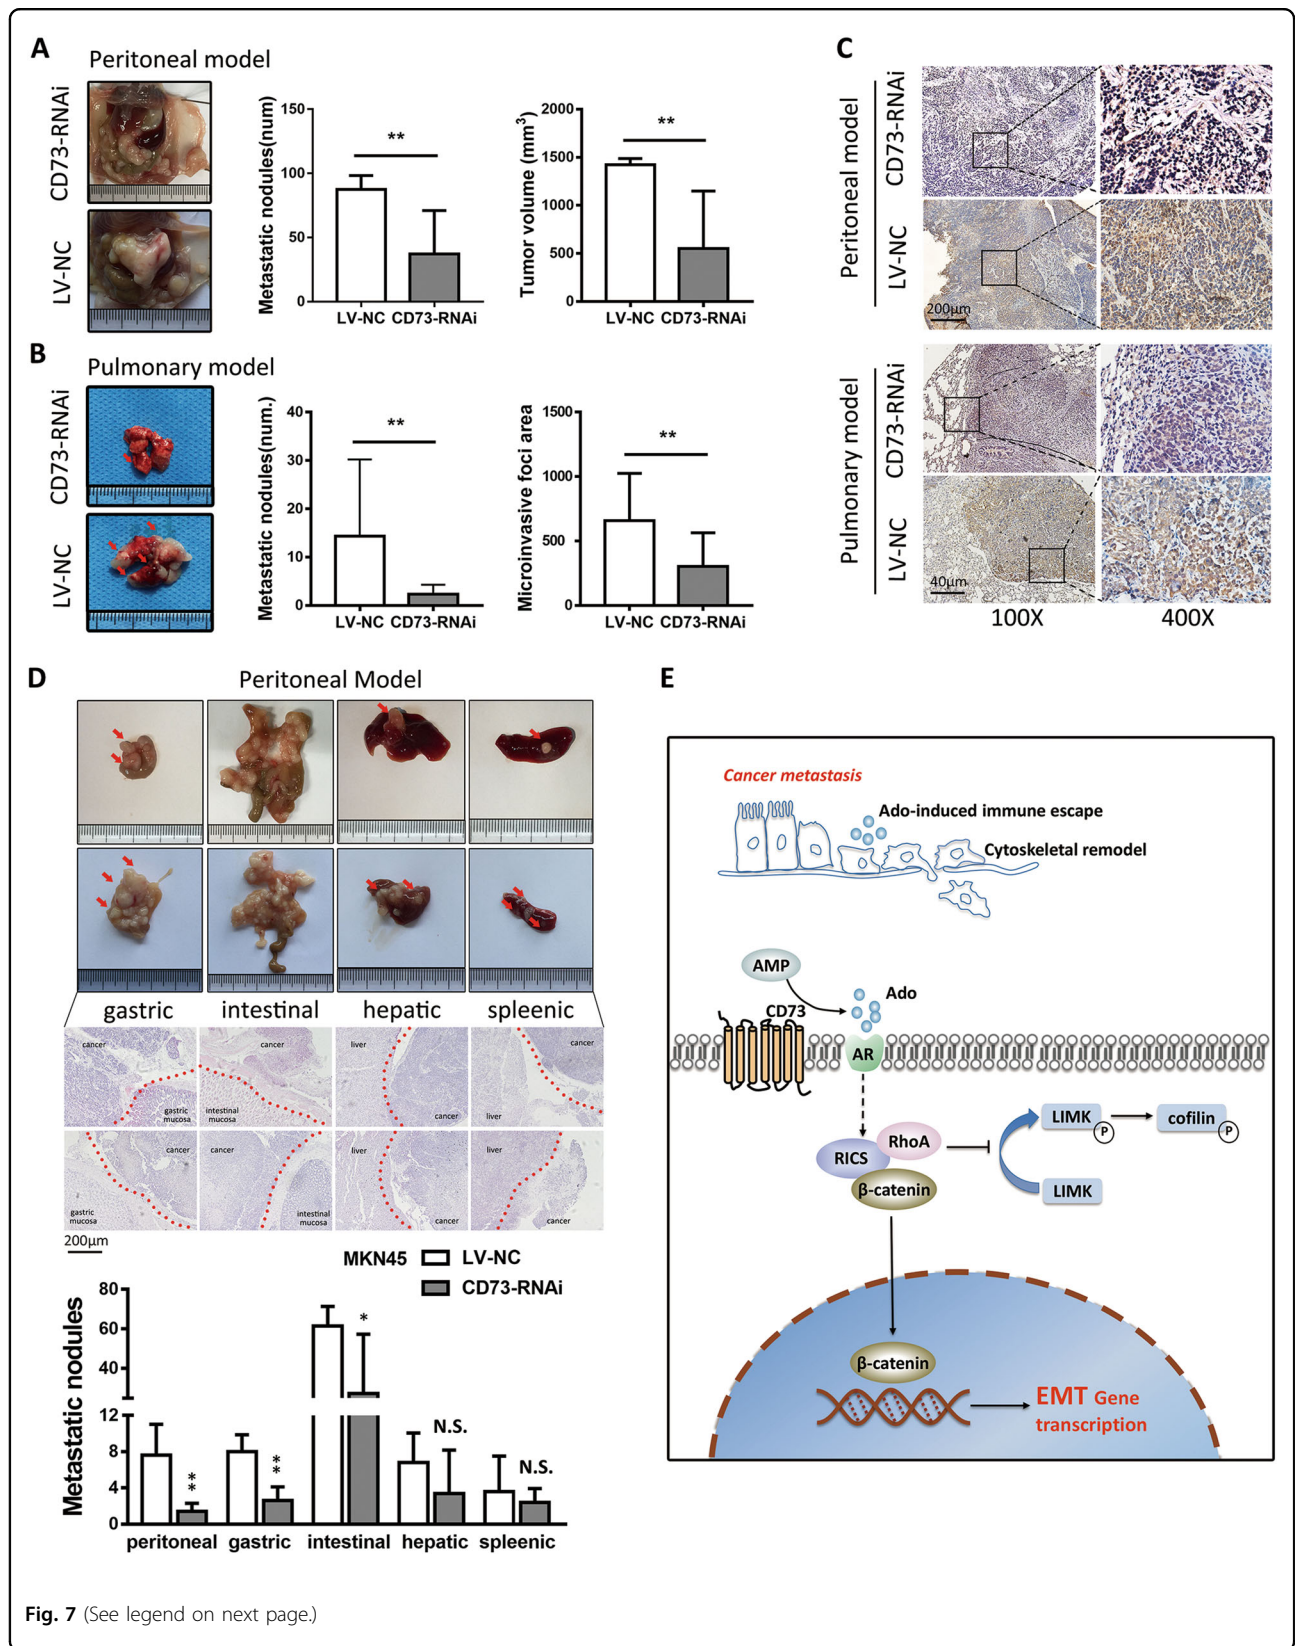 A
Peritoneal model
CD73-RNAi
LV-NC
Metastatic nodules(num)
150
100
50
0
**
LV-NC CD73-RNAi
Tumor volume (mm³)
2000
1500
1000
500
0
**
LV-NC CD73-RNAi
B
Pulmonary model
CD73-RNAi
LV-NC
Metastatic nodules(num.)
40
30
20
10
0
**
LV-NC CD73-RNAi
Microinvasive foci area
1500
1000
500
0
**
LV-NC CD73-RNAi
C
Peritoneal model
CD73-RNAi
LV-NC
200μm
Pulmonary model
CD73-RNAi
LV-NC
40μm
100X
400X
D
Peritoneal Model
gastric
intestinal
hepatic
spleenic
cancer
gastric
mucosa
cancer
intestinal
mucosa
liver
cancer
cancer
liver
cancer
gastric
mucosa
cancer
intestinal
mucosa
liver
cancer
liver
cancer
200μm
MKN45
LV-NC
CD73-RNAi
Metastatic nodules
80
60
40
12
8
4
0
**
**
*
N.S.
N.S.
peritoneal
gastric
intestinal
hepatic
spleenic
E
Cancer metastasis
Ado-induced immune escape
Cytoskeletal remodel
AMP
Ado
CD73
AR
RICS
RhoA
β-catenin
LIMK
P
cofilin
P
LIMK
β-catenin
EMT Gene
transcription
Fig. 7 (See legend on next page.)